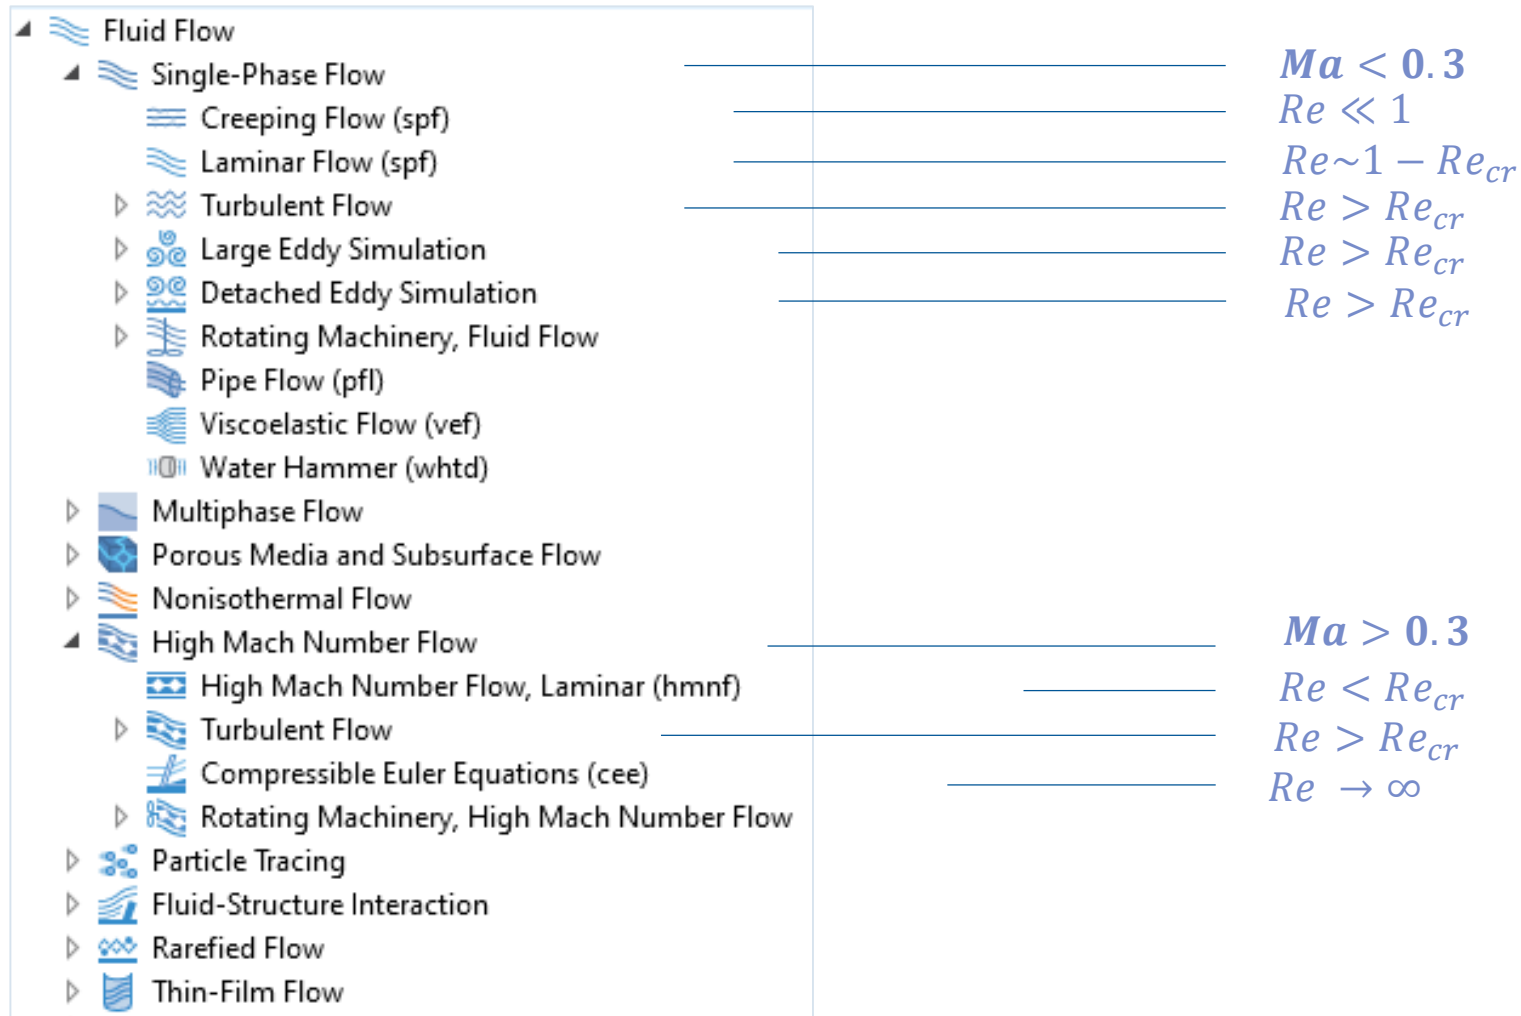 Fluid Flow
Single-Phase Flow Ma < 0.3
Creeping Flow (spf) Re ≪ 1
Laminar Flow (spf) Re~1 − Re_cr
Turbulent Flow Re > Re_cr
Large Eddy Simulation Re > Re_cr
Detached Eddy Simulation Re > Re_cr
Rotating Machinery, Fluid Flow
Pipe Flow (pfl)
Viscoelastic Flow (vef)
Water Hammer (whtd)
Multiphase Flow
Porous Media and Subsurface Flow
Nonisothermal Flow
High Mach Number Flow Ma > 0.3
High Mach Number Flow, Laminar (hmnf) Re < Re_cr
Turbulent Flow Re > Re_cr
Compressible Euler Equations (cee) Re → ∞
Rotating Machinery, High Mach Number Flow
Particle Tracing
Fluid-Structure Interaction
Rarefied Flow
Thin-Film Flow